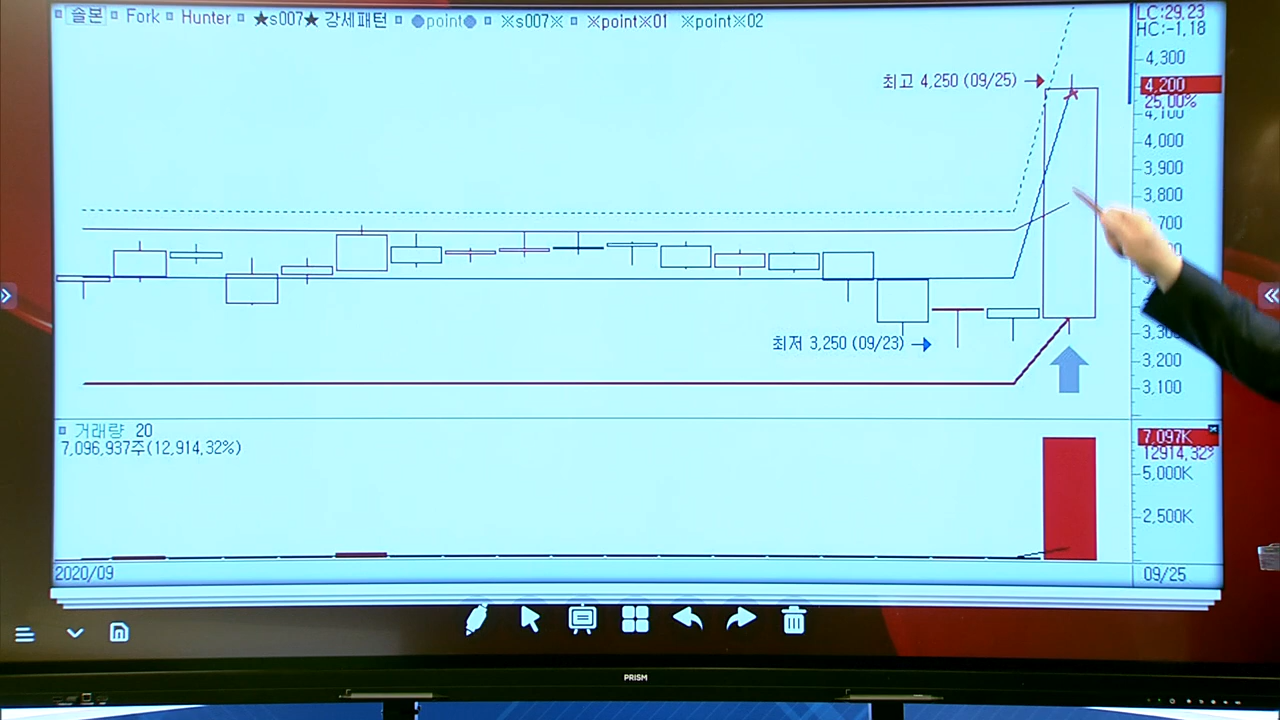 솔본 Fork Hunter ★s007★ 강세패턴 ●point● ※s007※ ※point※01 ※point※02
LC:29,23
HC:-1,18
4,300
최고 4,250 (09/25)
4,200
25,00%
4,100
4,000
3,900
3,800
최저 3,250 (09/23)
3,200
3,100
거래량 20
7,096,937주(12,914,32%)
7,097K
12914,32%
5,000K
2,500K
2020/09
09/25
PRISM